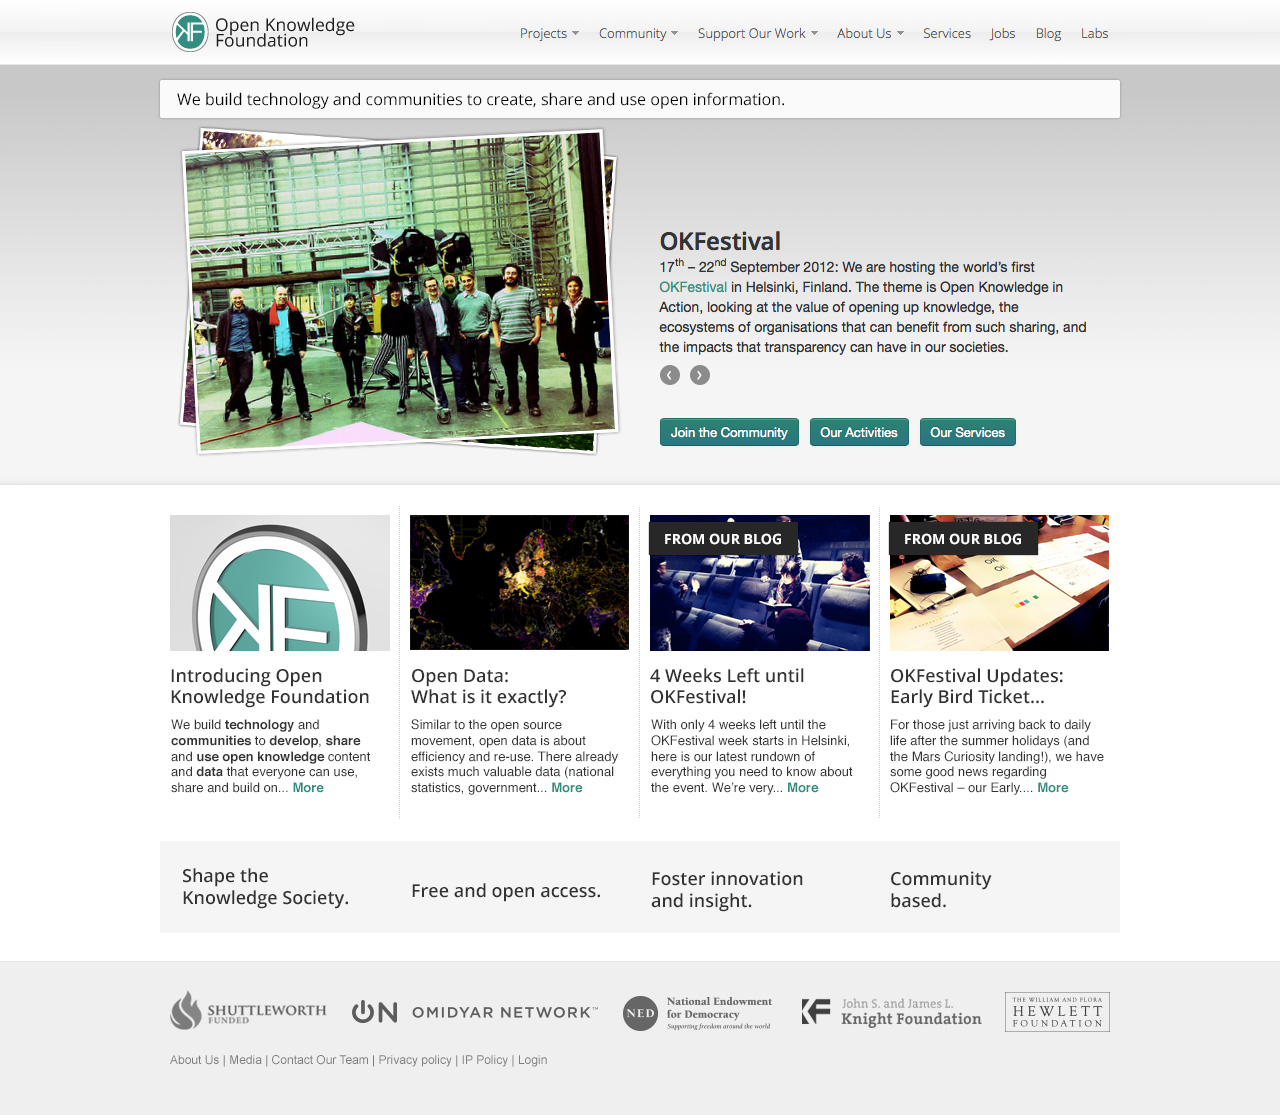 Open Knowledge
Foundation
Projects
Community
Support Our Work
About Us
Services
Jobs
Blog
Labs
We build technology and communities to create, share and use open information.
OKFestival
17th – 22nd September 2012: We are hosting the world's first
OKFestival in Helsinki, Finland. The theme is Open Knowledge in
Action, looking at the value of opening up knowledge, the
ecosystems of organisations that can benefit from such sharing, and
the impacts that transparency can have in our societies.
Join the Community
Our Activities
Our Services
Introducing Open
Knowledge Foundation
We build technology and
communities to develop, share
and use open knowledge content
and data that everyone can use,
share and build on... More
Open Data:
What is it exactly?
Similar to the open source
movement, open data is about
efficiency and re-use. There already
exists much valuable data (national
statistics, government... More
FROM OUR BLOG
4 Weeks Left until
OKFestival!
With only 4 weeks left until the
OKFestival week starts in Helsinki,
here is our latest rundown of
everything you need to know about
the event. We're very... More
FROM OUR BLOG
OKFestival Updates:
Early Bird Ticket...
For those just arriving back to daily
life after the summer holidays (and
the Mars Curiosity landing!), we have
some good news regarding
OKFestival – our Early.... More
Shape the
Knowledge Society.
Free and open access.
Foster innovation
and insight.
Community
based.
SHUTTLEWORTH
FUNDED
ON OMIDYAR NETWORK™
NED
National Endowment
for Democracy
Supporting freedom around the world
John S. and James L.
Knight Foundation
THE WILLIAM AND FLORA
HEWLETT
FOUNDATION
About Us | Media | Contact Our Team | Privacy policy | IP Policy | Login